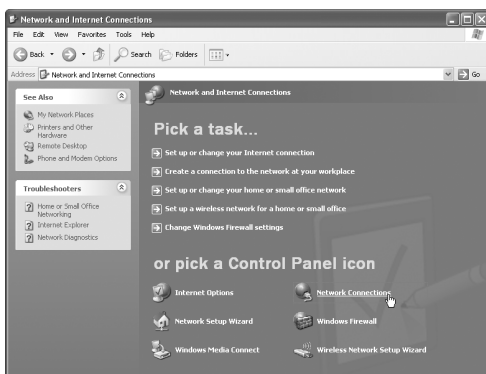 Network and Internet Connections
File Edit View Favorites Tools Help
Back Search Folders
Address Network and Internet Connections Go
See Also
My Network Places
Printers and Other
Hardware
Remote Desktop
Phone and Modem Options
Troubleshooters
Home or Small Office
Networking
Internet Explorer
Network Diagnostics
Network and Internet Connections
Pick a task...
Set up or change your Internet connection
Create a connection to the network at your workplace
Set up or change your home or small office network
Set up a wireless network for a home or small office
Change Windows Firewall settings
or pick a Control Panel icon
Internet Options Network Connections
Network Setup Wizard Windows Firewall
Windows Media Connect Wireless Network Setup Wizard